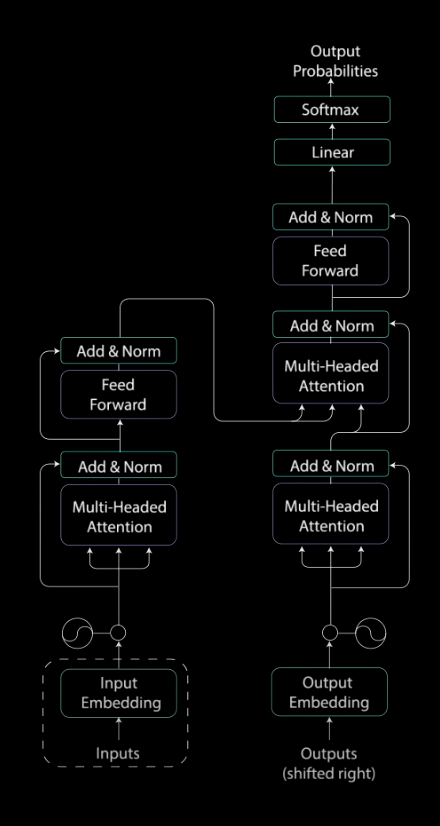 Output
Probabilities
Softmax
Linear
Add & Norm
Feed
Forward
Add & Norm
Multi-Headed
Attention
Add & Norm
Multi-Headed
Attention
Output
Embedding
Outputs
(shifted right)
Add & Norm
Feed
Forward
Add & Norm
Multi-Headed
Attention
Input
Embedding
Inputs